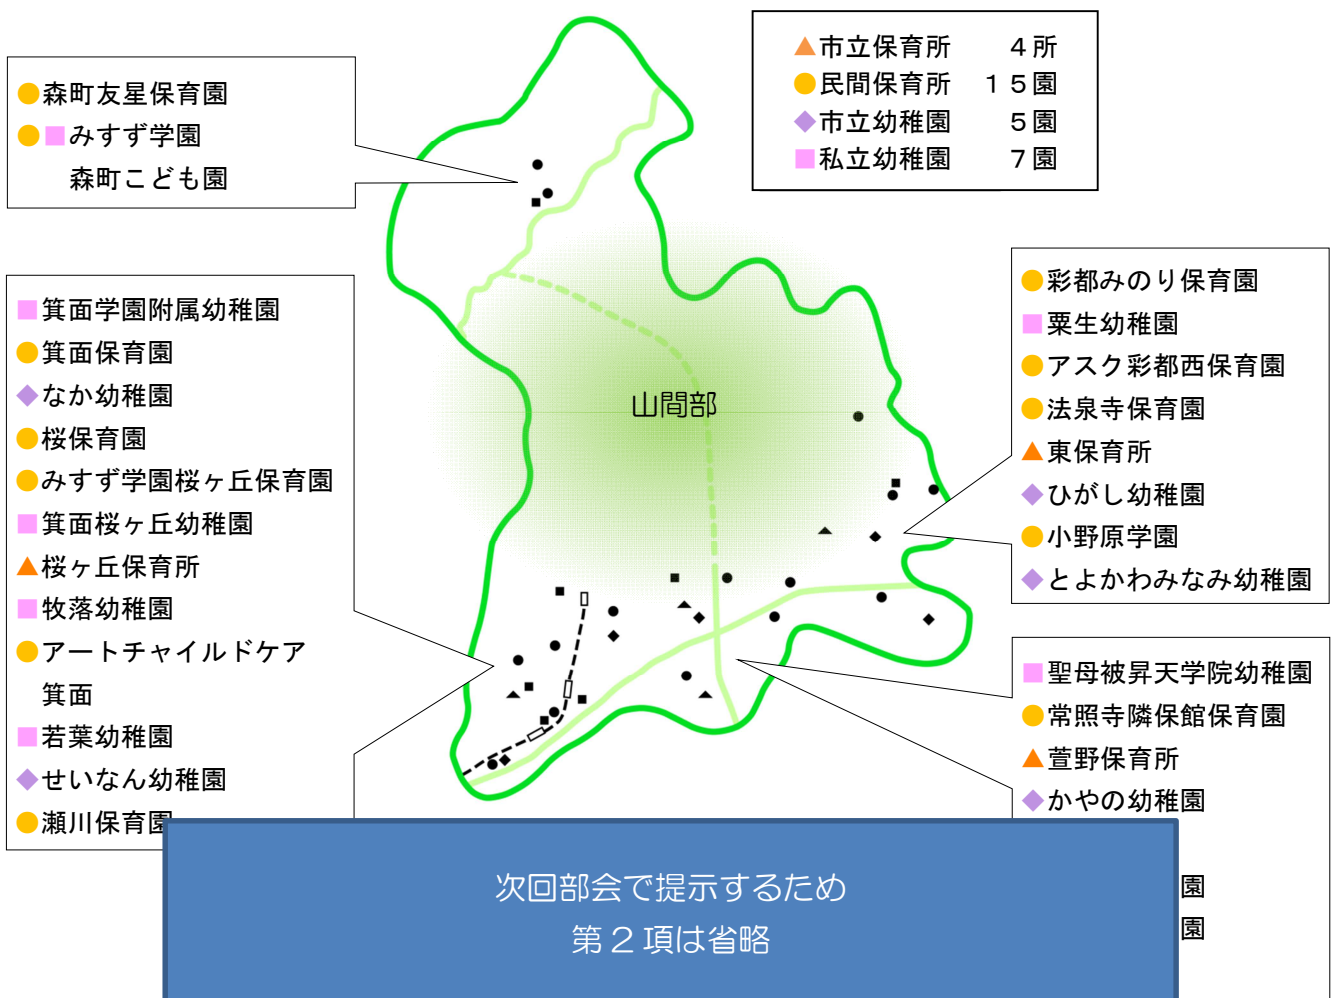 ▲市立保育所 4所
●民間保育所 15園
◆市立幼稚園 5園
■私立幼稚園 7園
●森町友星保育園
●■みすず学園
森町こども園
■箕面学園附属幼稚園
●箕面保育園
◆なか幼稚園
●桜保育園
●みすず学園桜ヶ丘保育園
■箕面桜ヶ丘幼稚園
▲桜ヶ丘保育所
■牧落幼稚園
●アートチャイルドケア
箕面
■若葉幼稚園
◆せいなん幼稚園
●瀬川保育園
山間部
●彩都みのり保育園
■粟生幼稚園
●アスク彩都西保育園
●法泉寺保育園
▲東保育所
◆ひがし幼稚園
●小野原学園
◆とよかわみなみ幼稚園
■聖母被昇天学院幼稚園
●常照寺隣保館保育園
▲萱野保育所
◆かやの幼稚園
園
園
次回部会で提示するため
第2項は省略